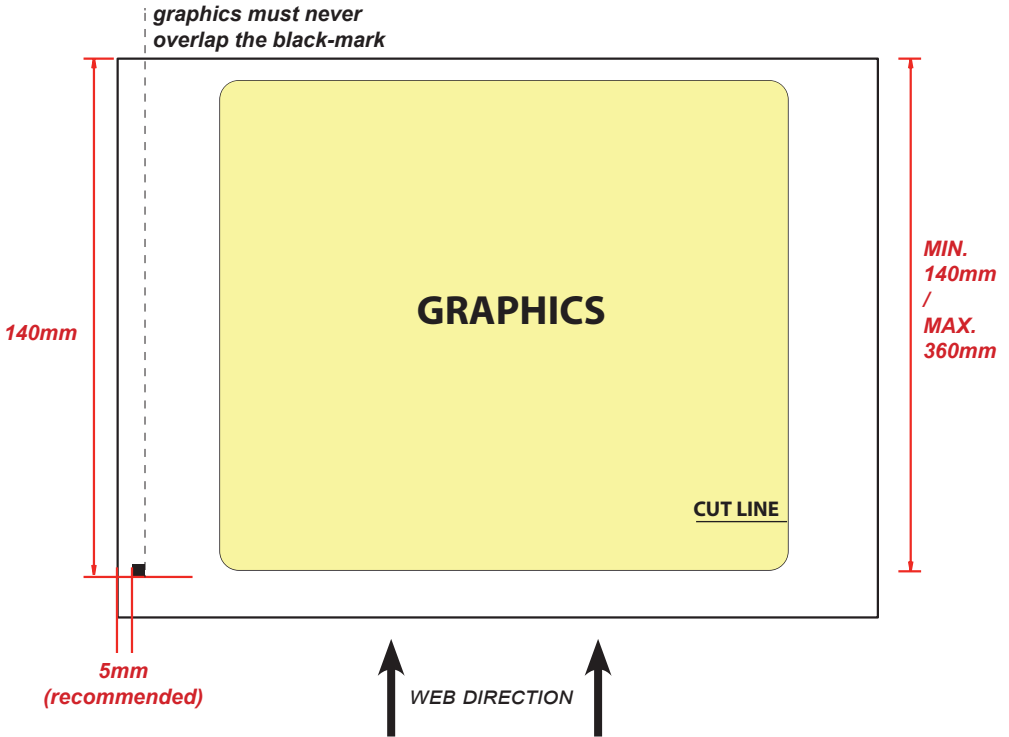 graphics must never
overlap the black-mark
GRAPHICS
MIN.
140mm
/
MAX.
360mm
140mm
CUT LINE
5mm
(recommended)
WEB DIRECTION